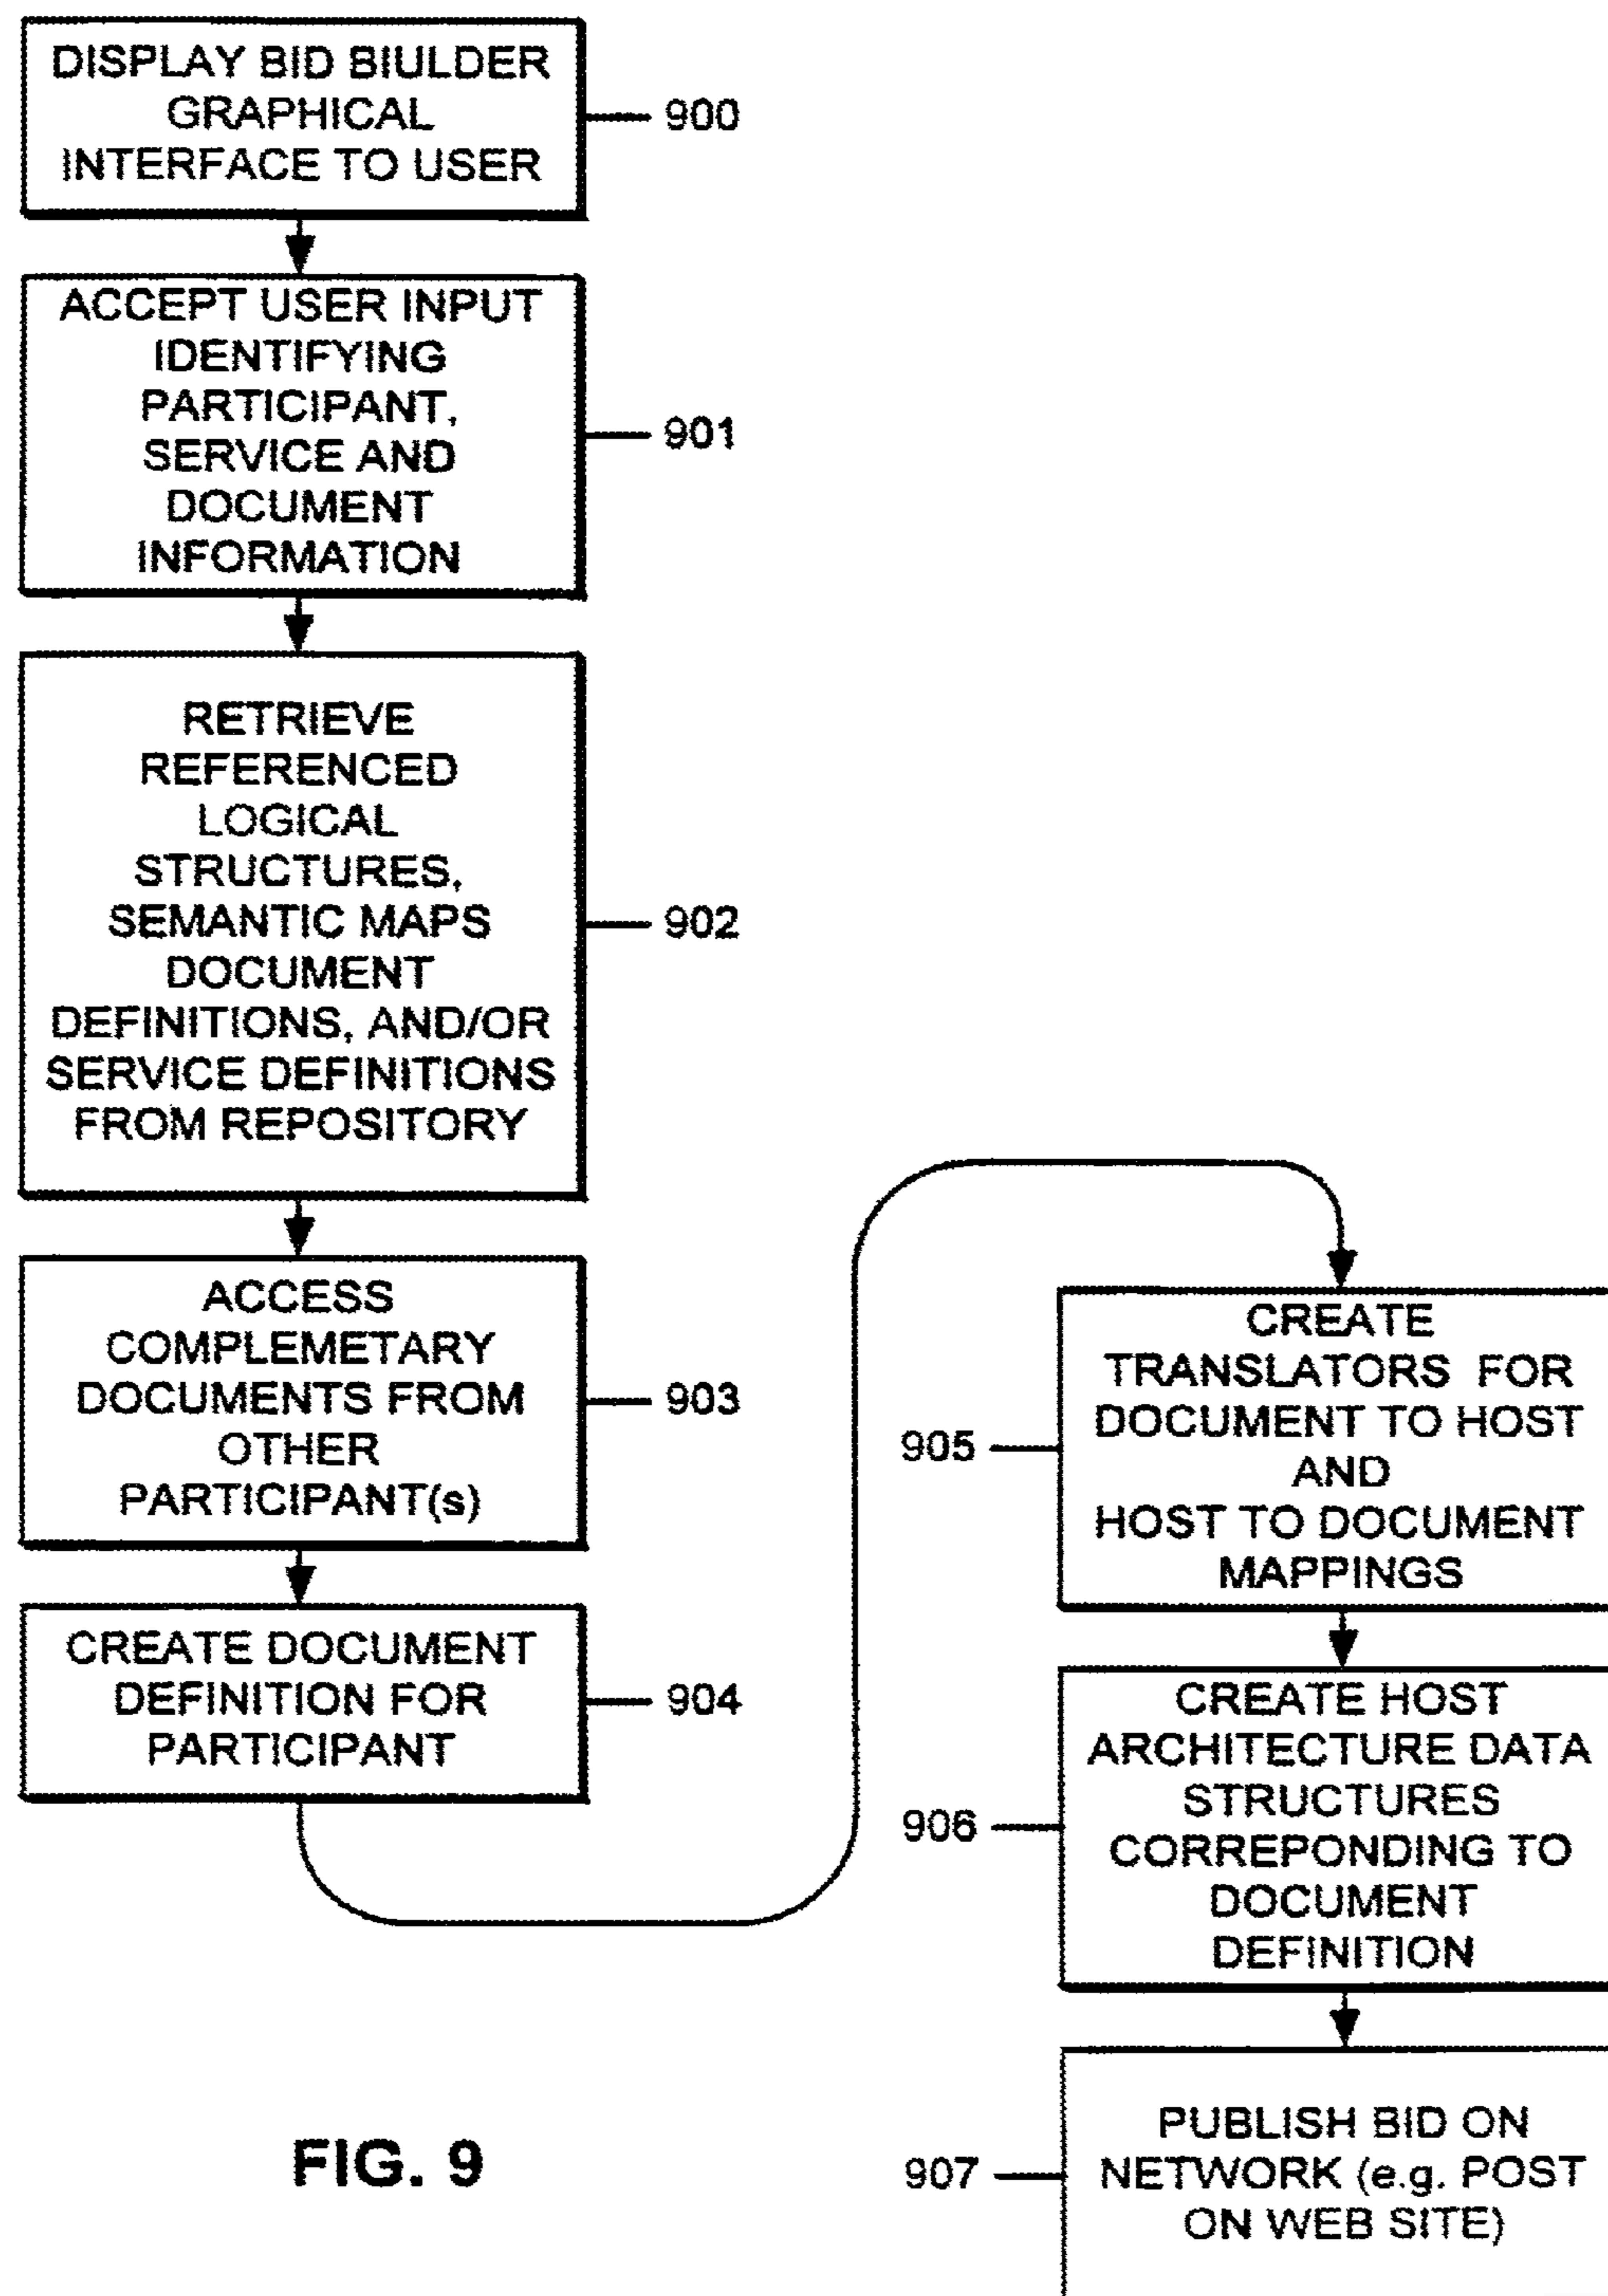 DISPLAY BID BIULDER
GRAPHICAL
INTERFACE TO USER
900
ACCEPT USER INPUT
IDENTIFYING
PARTICIPANT,
SERVICE AND
DOCUMENT
INFORMATION
901
RETRIEVE
REFERENCED
LOGICAL
STRUCTURES,
SEMANTIC MAPS
DOCUMENT
DEFINITIONS, AND/OR
SERVICE DEFINITIONS
FROM REPOSITORY
902
ACCESS
COMPLEMETARY
DOCUMENTS FROM
OTHER
PARTICIPANT(s)
903
CREATE DOCUMENT
DEFINITION FOR
PARTICIPANT
904
CREATE
TRANSLATORS FOR
DOCUMENT TO HOST
AND
HOST TO DOCUMENT
MAPPINGS
905
CREATE HOST
ARCHITECTURE DATA
STRUCTURES
CORREPONDING TO
DOCUMENT
DEFINITION
906
PUBLISH BID ON
NETWORK (e.g. POST
ON WEB SITE)
907
FIG. 9